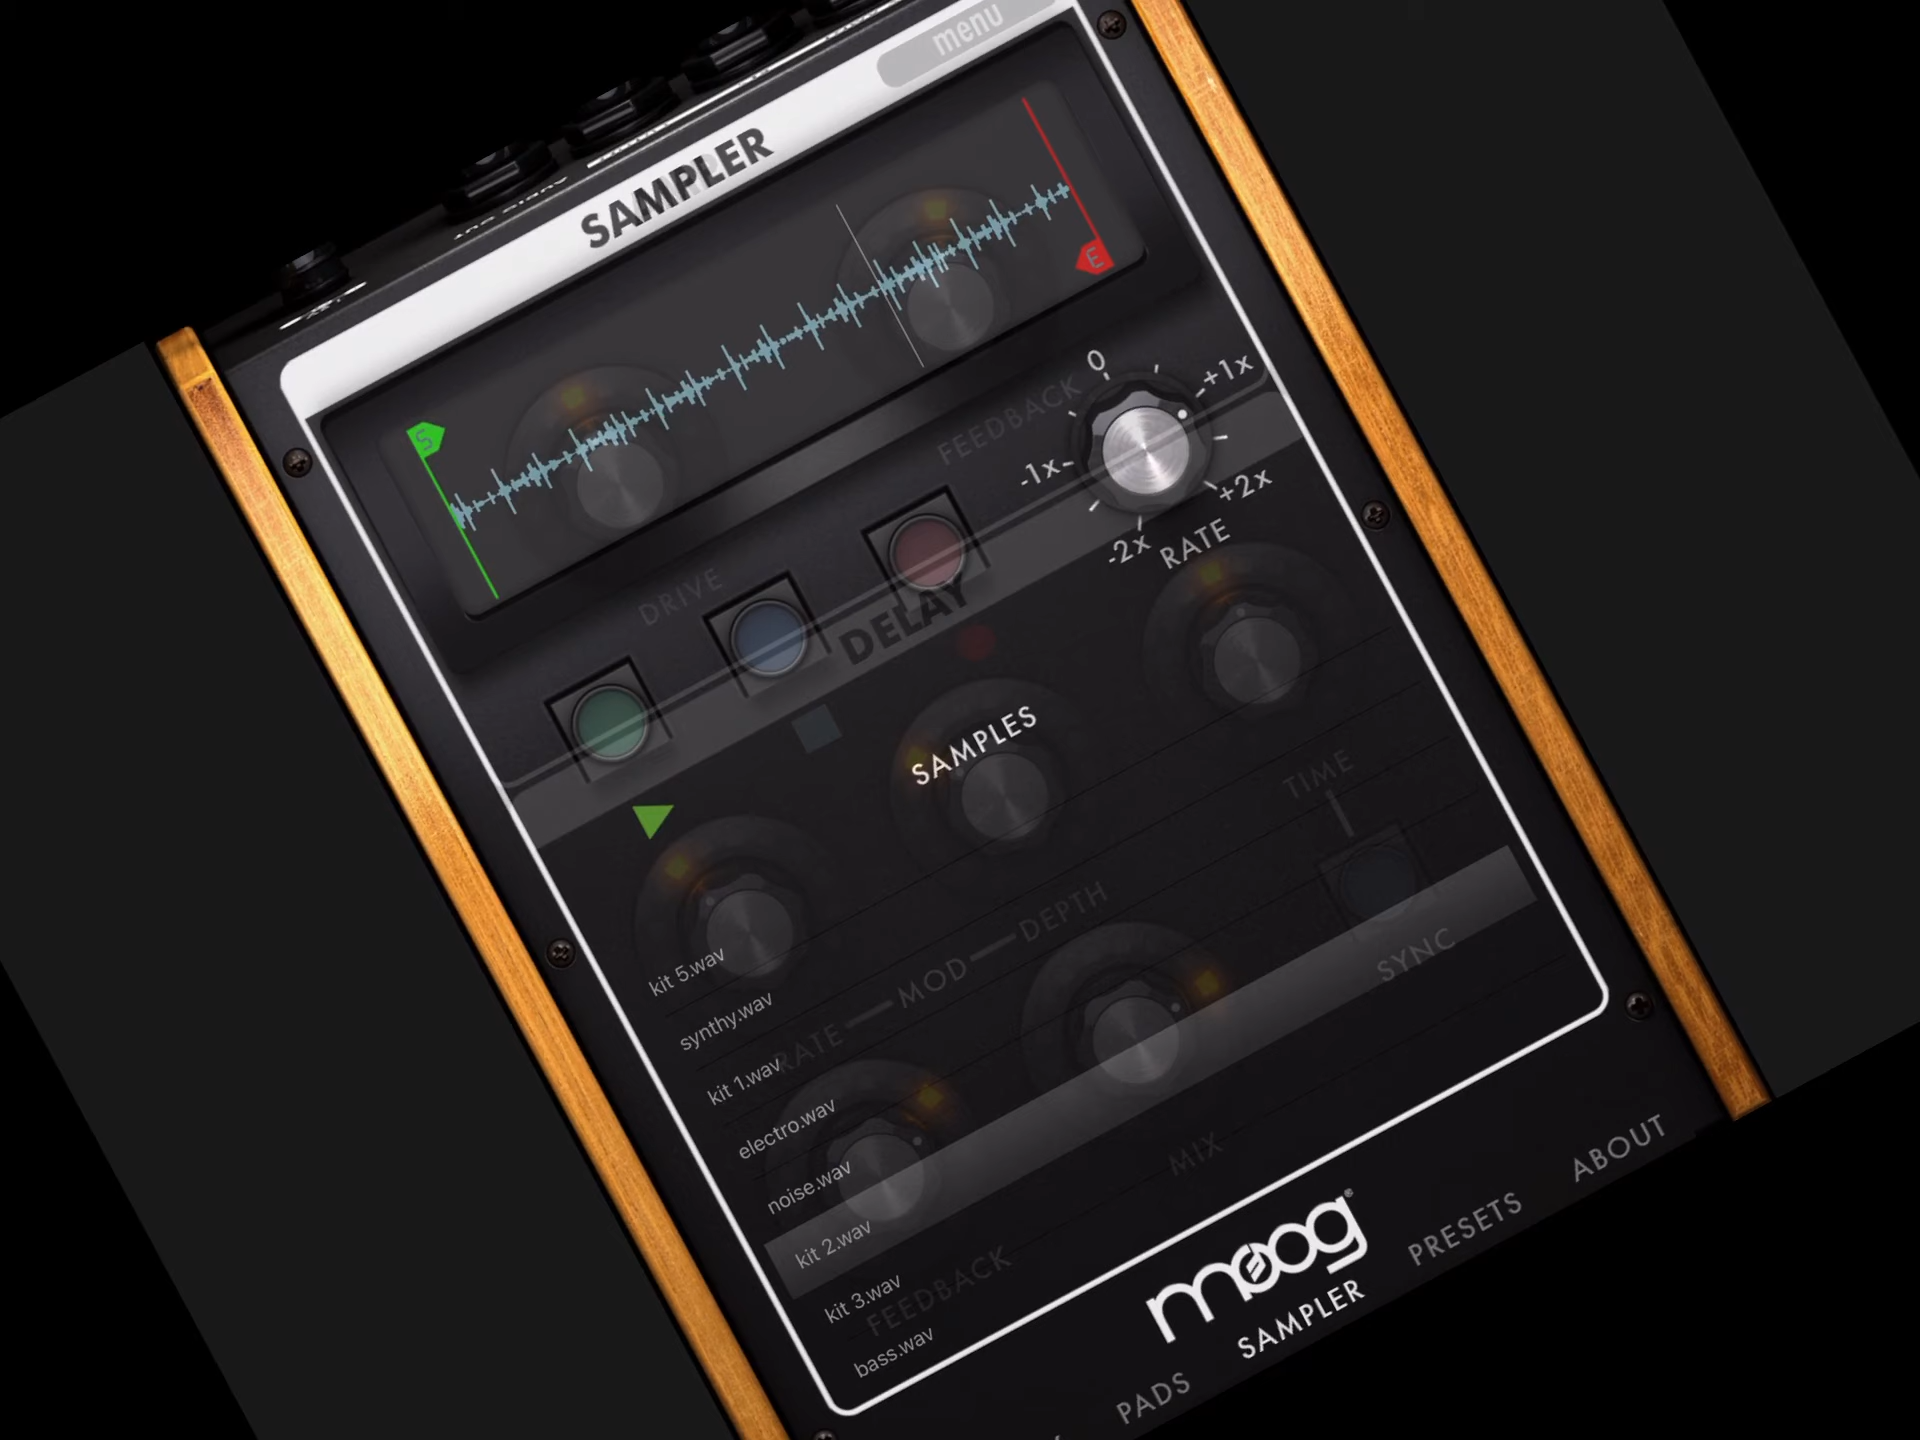 menu
SAMPLER
S
E
0
+1x
FEEDBACK
-1x
+2x
-2x
RATE
DRIVE
DELAY
SAMPLES
TIME
DEPTH
MOD
SYNC
RATE
kit 5.wav
synthy.wav
kit 1.wav
electro.wav
noise.wav
kit 2.wav
kit 3.wav
bass.wav
MIX
FEEDBACK
moog®
PADS
SAMPLER
PRESETS
ABOUT